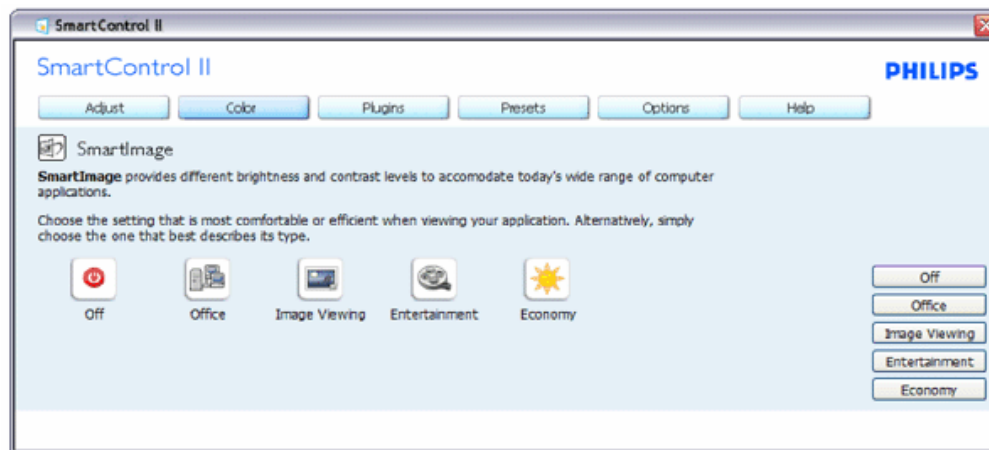 SmartControl II
SmartControl II
PHILIPS
Adjust Color Plugins Presets Options Help
SmartImage
SmartImage provides different brightness and contrast levels to accomodate today's wide range of computer
applications.
Choose the setting that is most comfortable or efficient when viewing your application. Alternatively, simply
choose the one that best describes its type.
Off Office Image Viewing Entertainment Economy
Off
Office
Image Viewing
Entertainment
Economy